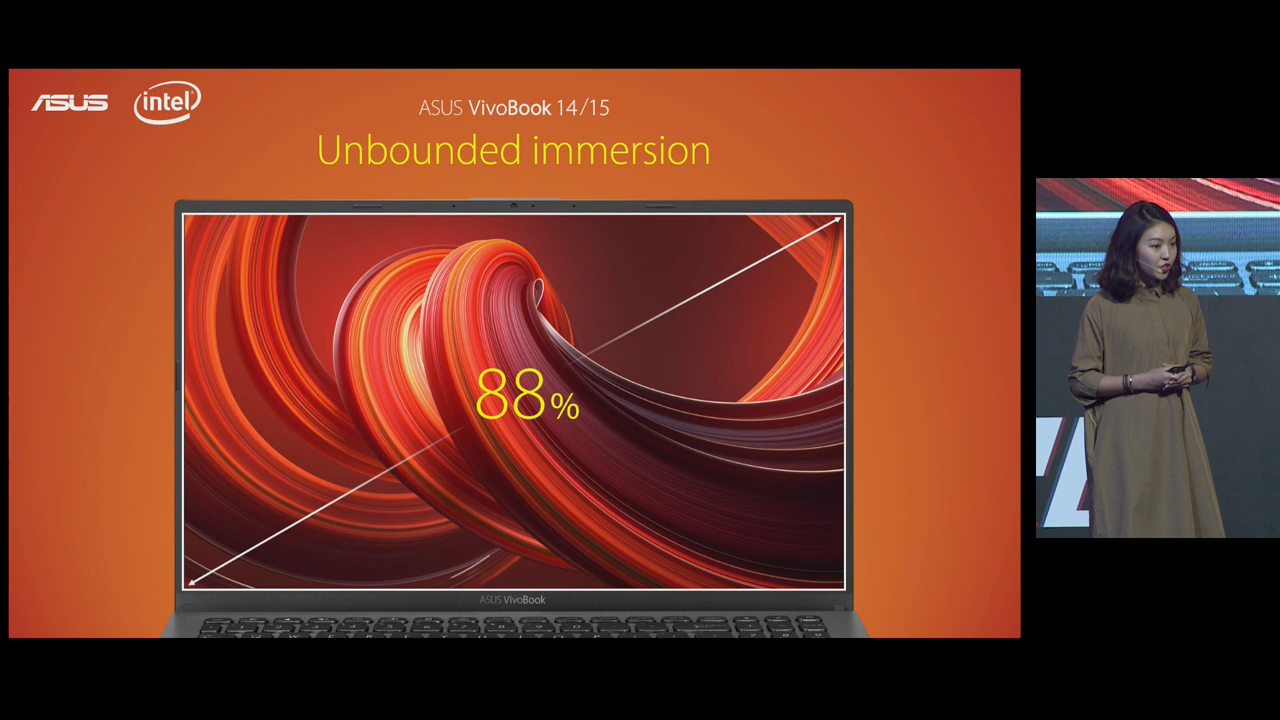 ASUS
intel
ASUS VivoBook 14/15
Unbounded immersion
88%
ASUS VivoBook